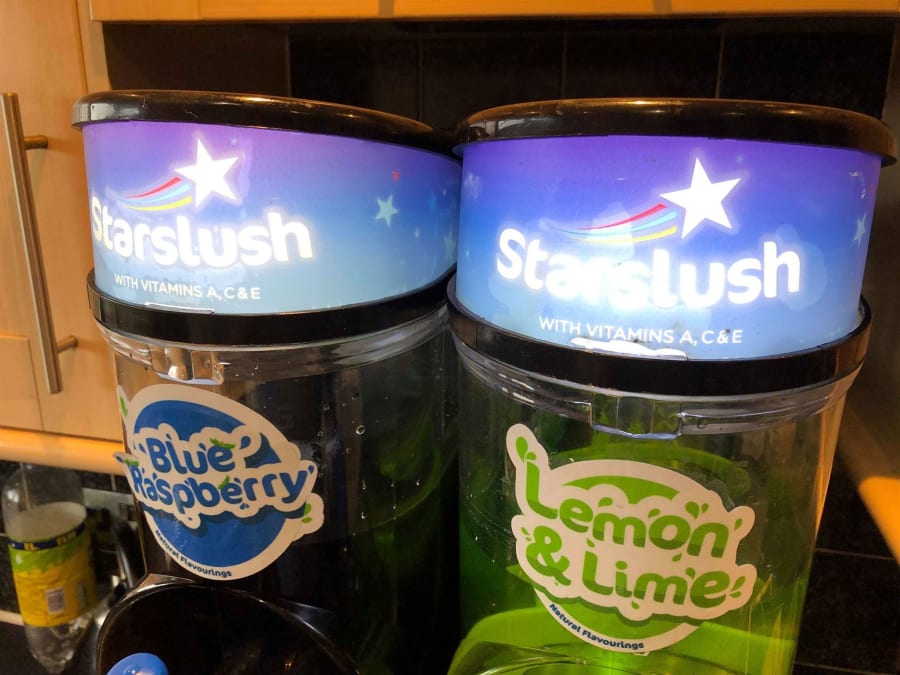 Starslush
WITH VITAMINS A, C & E
Starslush
WITH VITAMINS A, C & E
Blue
Raspberry
Natural Flavourings
Lemon
& Lime
Natural Flavourings